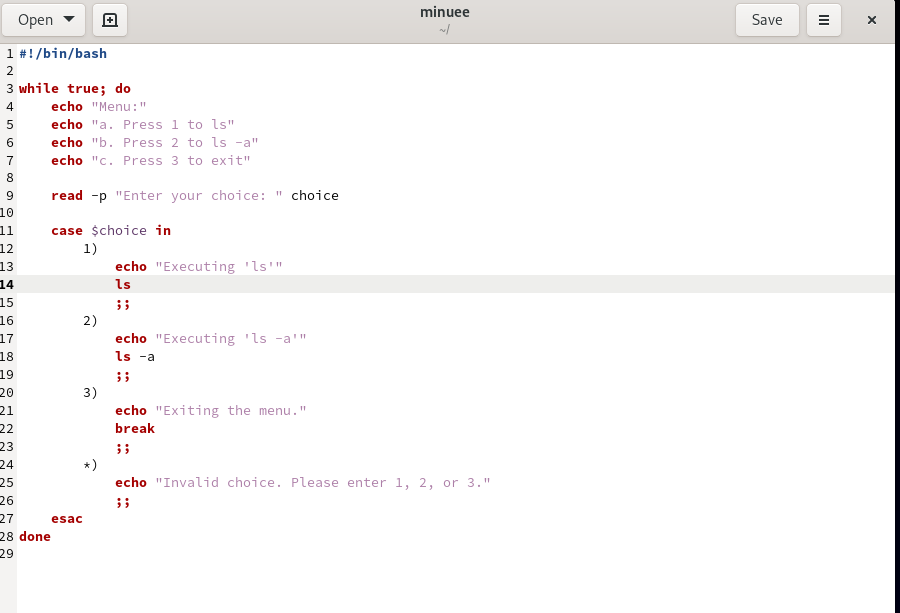 Open
minuee
~/
Save
1 #!/bin/bash
2
3 while true; do
4     echo "Menu:"
5     echo "a. Press 1 to ls"
6     echo "b. Press 2 to ls -a"
7     echo "c. Press 3 to exit"
8
9     read -p "Enter your choice: " choice
10
11     case $choice in
12         1)
13             echo "Executing 'ls'"
14             ls
15             ;;
16         2)
17             echo "Executing 'ls -a'"
18             ls -a
19             ;;
20         3)
21             echo "Exiting the menu."
22             break
23             ;;
24         *)
25             echo "Invalid choice. Please enter 1, 2, or 3."
26             ;;
27     esac
28 done
29